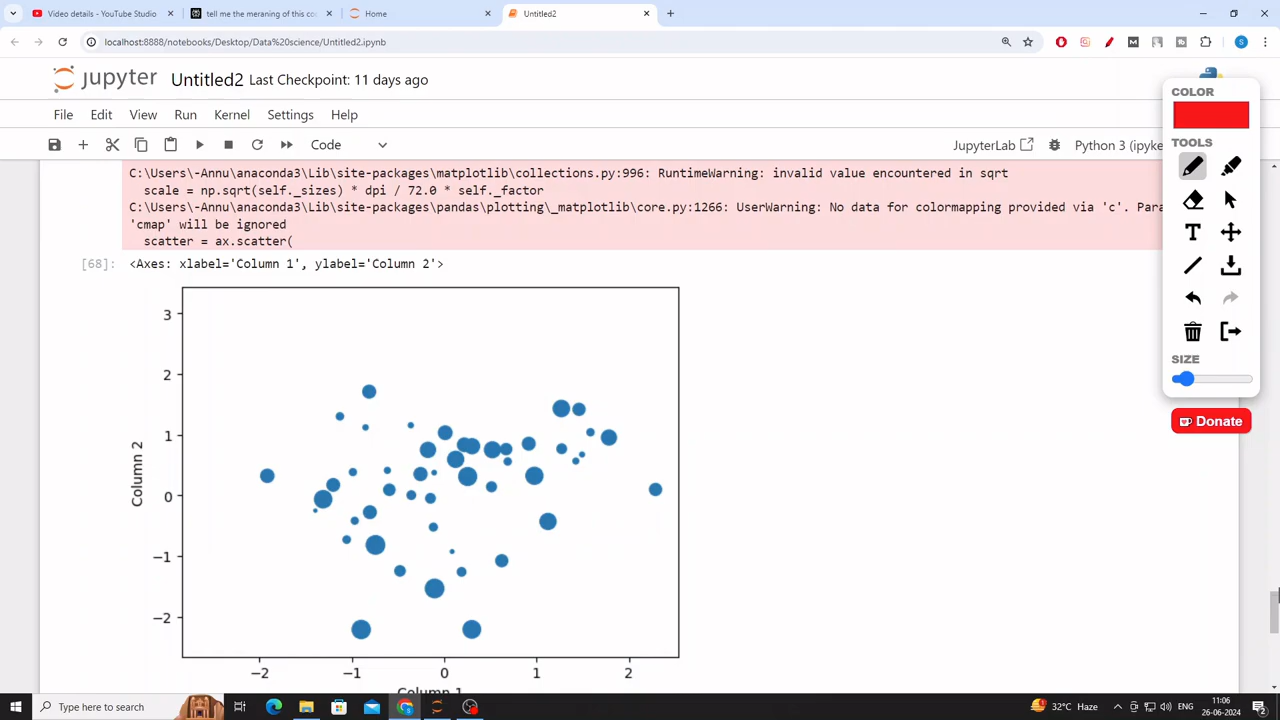 Video details - YouTube Studio
tell me the meraning of this co
Home
Untitled2
localhost:8888/notebooks/Desktop/Data%20science/Untitled2.ipynb
S
jupyter Untitled2 Last Checkpoint: 11 days ago
File Edit View Run Kernel Settings Help
Code
JupyterLab
Python 3 (ipyke
COLOR
TOOLS
SIZE
Donate
C:\Users\-Annu\anaconda3\Lib\site-packages\matplotlib\collections.py:996: RuntimeWarning: invalid value encountered in sqrt
scale = np.sqrt(self._sizes) * dpi / 72.0 * self._factor
C:\Users\-Annu\anaconda3\Lib\site-packages\pandas\plotting\_matplotlib\core.py:1266: UserWarning: No data for colormapping provided via 'c'. Para
'cmap' will be ignored
scatter = ax.scatter(
[68]: <Axes: xlabel='Column 1', ylabel='Column 2'>
3
2
1
0
−1
−2
Column 2
−2 −1 0 1 2
Column 1
Type here to search
32°C Haze
ENG
11:06
26-06-2024
2